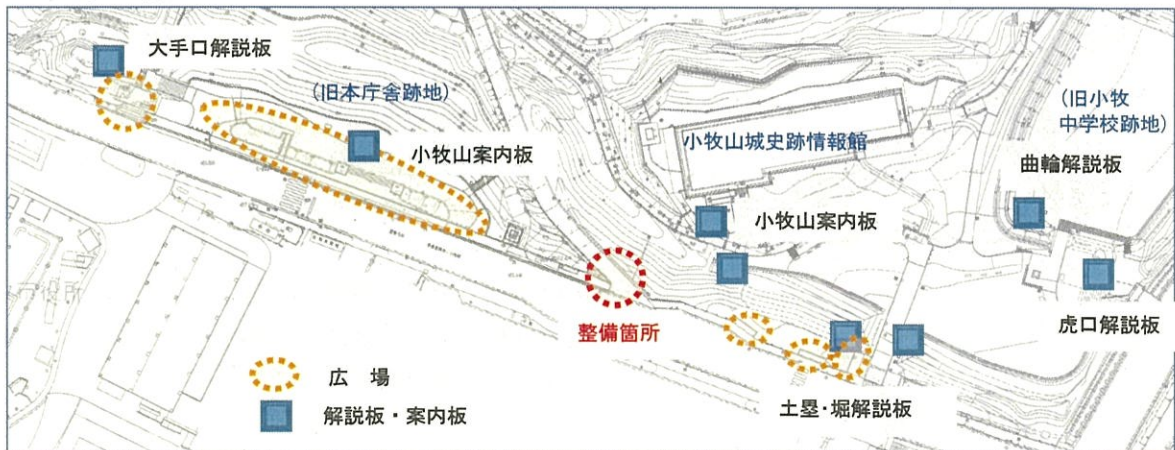 大手口解説板
(旧本庁舎跡地)
小牧山案内板
小牧山城史跡情報館
(旧小牧
中学校跡地)
曲輪解説板
小牧山案内板
整備箇所
虎口解説板
土塁・堀解説板
広 場
解説板・案内板